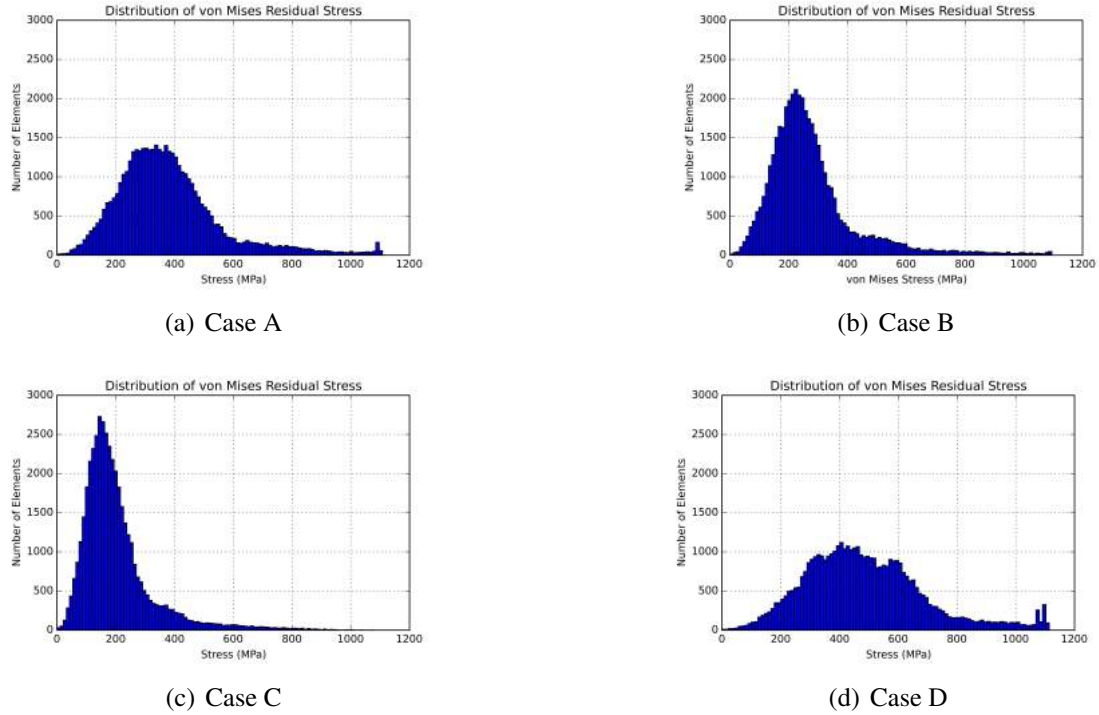 Distribution of von Mises Residual Stress
3000
2500
2000
1500
1000
500
0
Number of Elements
0 200 400 600 800 1000 1200
Stress (MPa)
(a) Case A
Distribution of von Mises Residual Stress
3000
2500
2000
1500
1000
500
0
Number of Elements
0 200 400 600 800 1000 1200
von Mises Stress (MPa)
(b) Case B
Distribution of von Mises Residual Stress
3000
2500
2000
1500
1000
500
0
Number of Elements
0 200 400 600 800 1000 1200
Stress (MPa)
(c) Case C
Distribution of von Mises Residual Stress
3000
2500
2000
1500
1000
500
0
Number of Elements
0 200 400 600 800 1000 1200
Stress (MPa)
(d) Case D